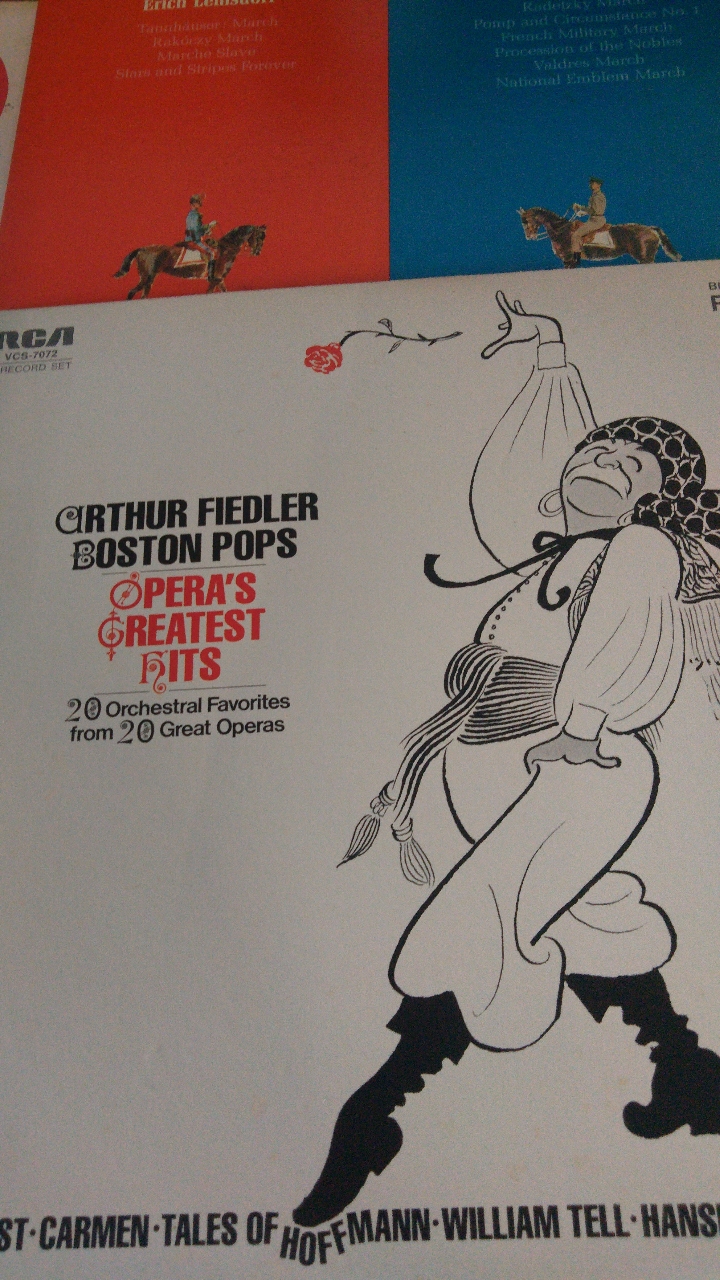 Erich Leinsdorf
Tannhäuser: March
Rakóczy March
Marche Slave
Stars and Stripes Forever
Radetzky March
Pomp and Circumstance No. 1
French Military March
Procession of the Nobles
Valdres March
National Emblem March
RCA
VCS-7072
RECORD SET
ARTHUR FIEDLER
BOSTON POPS
OPERA'S
GREATEST
HITS
20 Orchestral Favorites
from 20 Great Operas
ST·CARMEN·TALES OF HOFFMANN·WILLIAM TELL·HANS